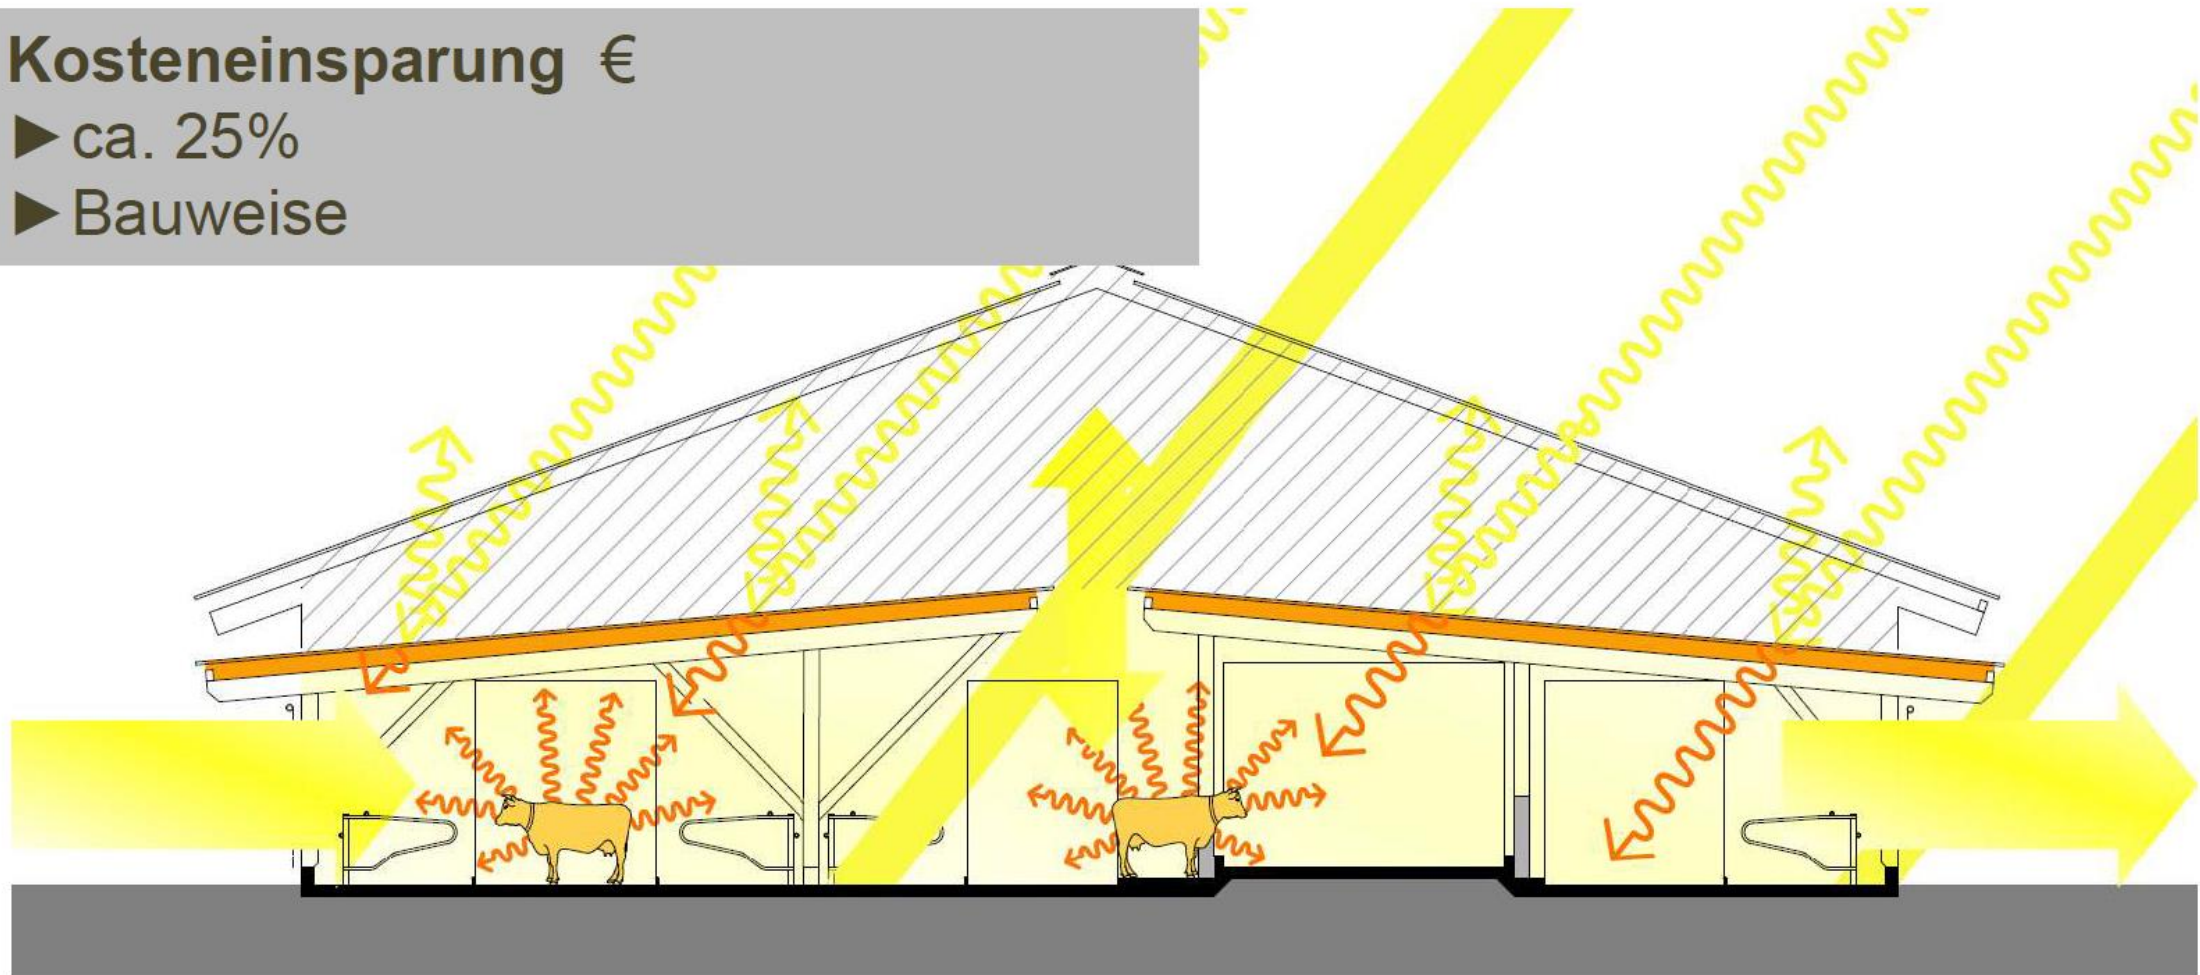 Kosteneinsparung €
►ca. 25%
►Bauweise